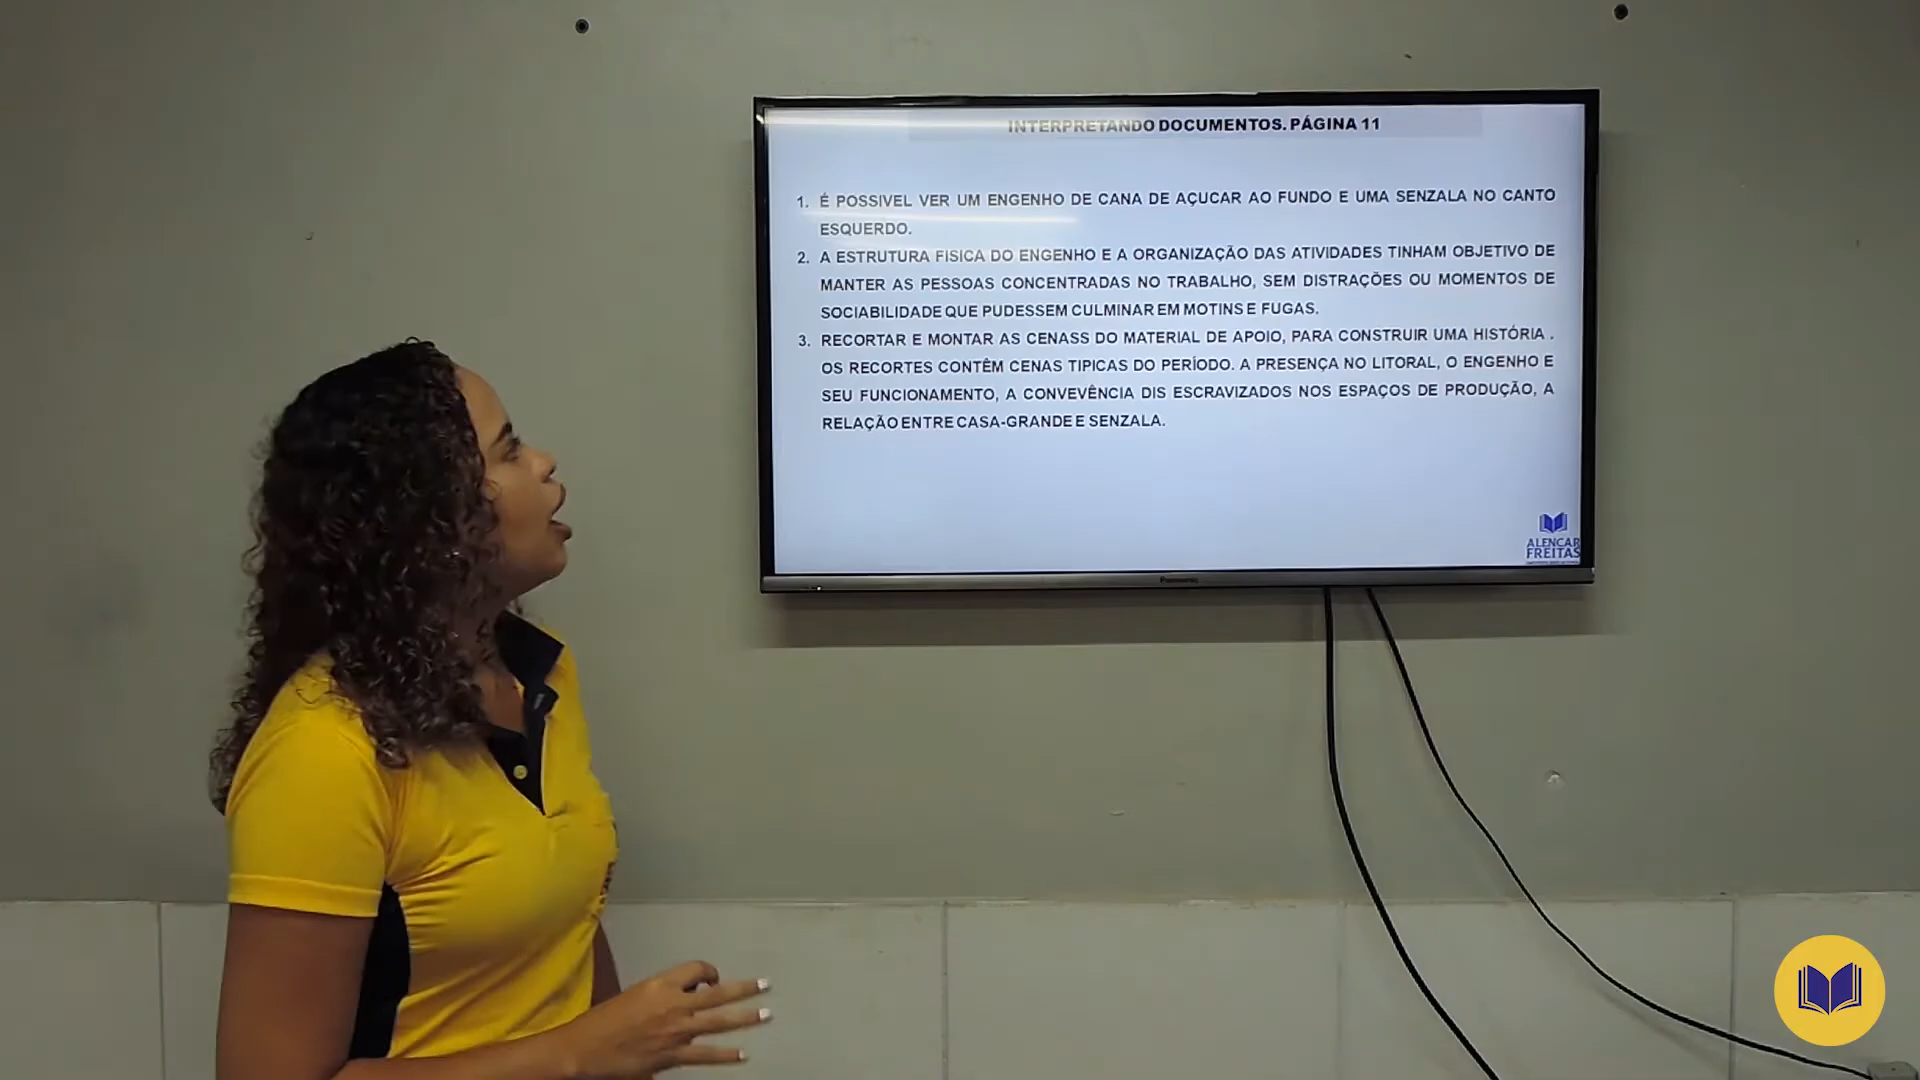 INTERPRETANDO DOCUMENTOS. PÁGINA 11
1. É POSSIVEL VER UM ENGENHO DE CANA DE AÇUCAR AO FUNDO E UMA SENZALA NO CANTO
ESQUERDO.
2. A ESTRUTURA FISICA DO ENGENHO E A ORGANIZAÇÃO DAS ATIVIDADES TINHAM OBJETIVO DE
MANTER AS PESSOAS CONCENTRADAS NO TRABALHO, SEM DISTRAÇÕES OU MOMENTOS DE
SOCIABILIDADE QUE PUDESSEM CULMINAR EM MOTINS E FUGAS.
3. RECORTAR E MONTAR AS CENASS DO MATERIAL DE APOIO, PARA CONSTRUIR UMA HISTÓRIA .
OS RECORTES CONTÊM CENAS TIPICAS DO PERÍODO. A PRESENÇA NO LITORAL, O ENGENHO E
SEU FUNCIONAMENTO, A CONVEVÊNCIA DIS ESCRAVIZADOS NOS ESPAÇOS DE PRODUÇÃO, A
RELAÇÃO ENTRE CASA-GRANDE E SENZALA.
ALENCAR
FREITAS
Panasonic